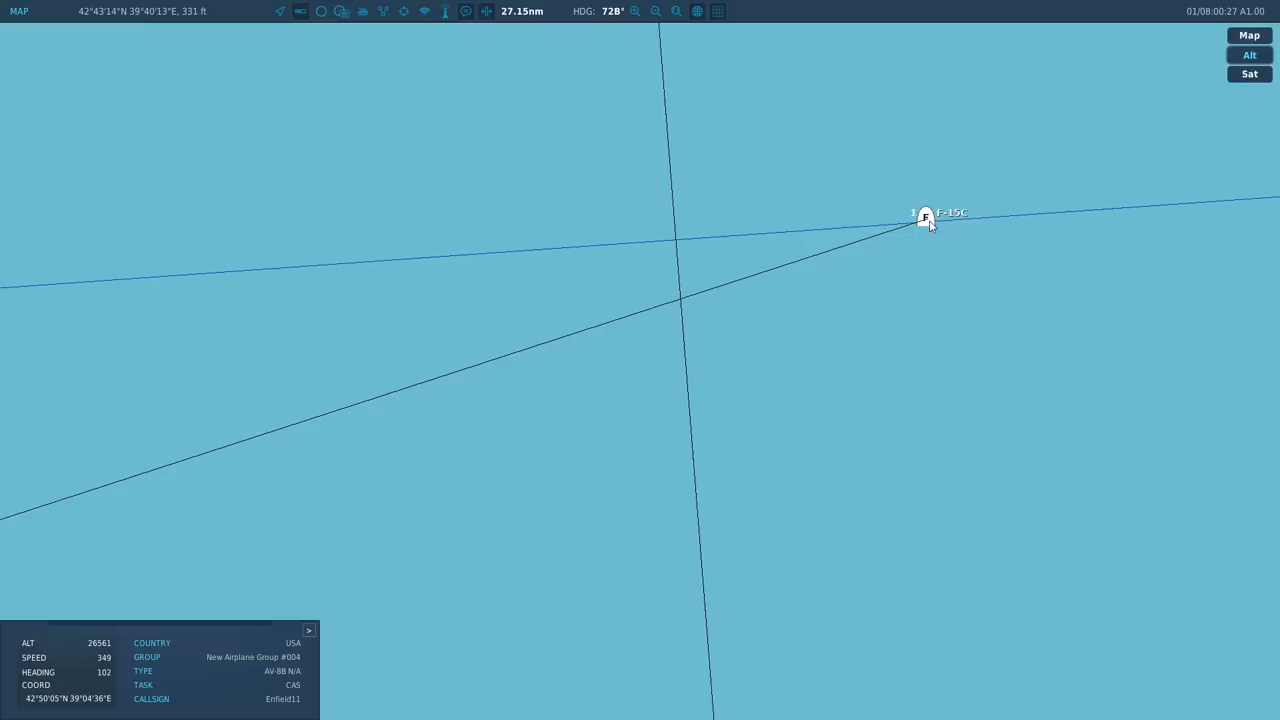 MAP 42°43'14"N 39°40'13"E, 331 ft 27.15nm HDG: 72B° 01/08:00:27 A1.00
Map
Alt
Sat
1 F F-15C
>
ALT 26561 COUNTRY USA
SPEED 349 GROUP New Airplane Group #004
HEADING 102 TYPE AV-8B N/A
COORD TASK CAS
42°50'05"N 39°04'36"E CALLSIGN Enfield11